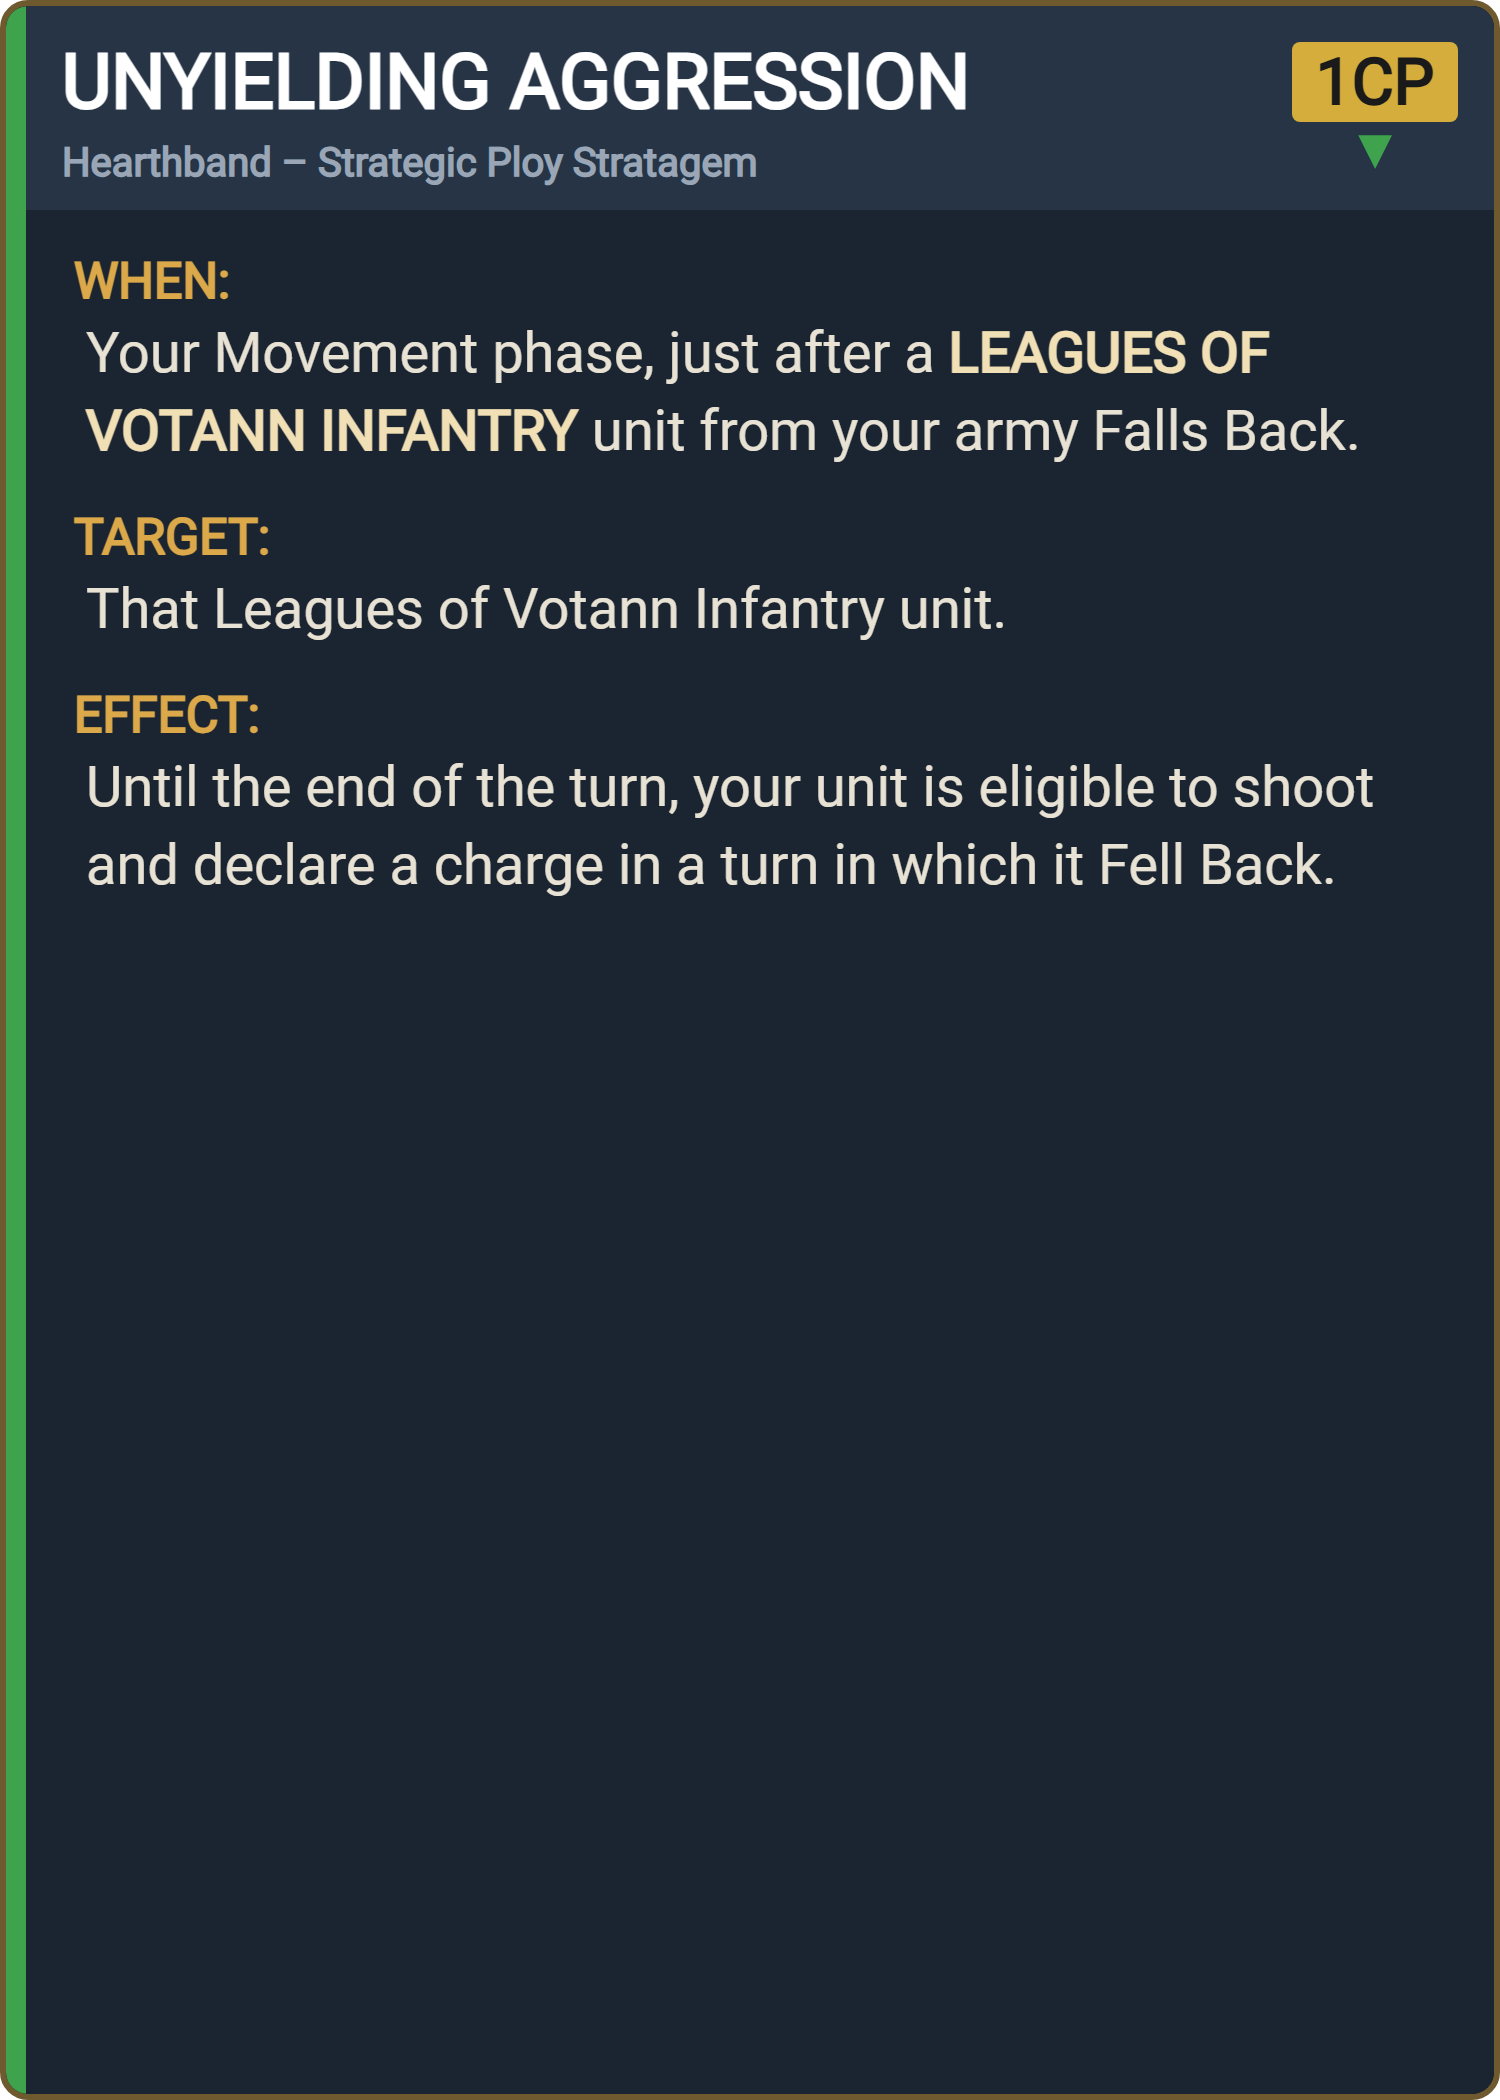 UNYIELDING AGGRESSION
1CP
Hearthband – Strategic Ploy Stratagem
WHEN:
Your Movement phase, just after a LEAGUES OF
VOTANN INFANTRY unit from your army Falls Back.
TARGET:
That Leagues of Votann Infantry unit.
EFFECT:
Until the end of the turn, your unit is eligible to shoot
and declare a charge in a turn in which it Fell Back.